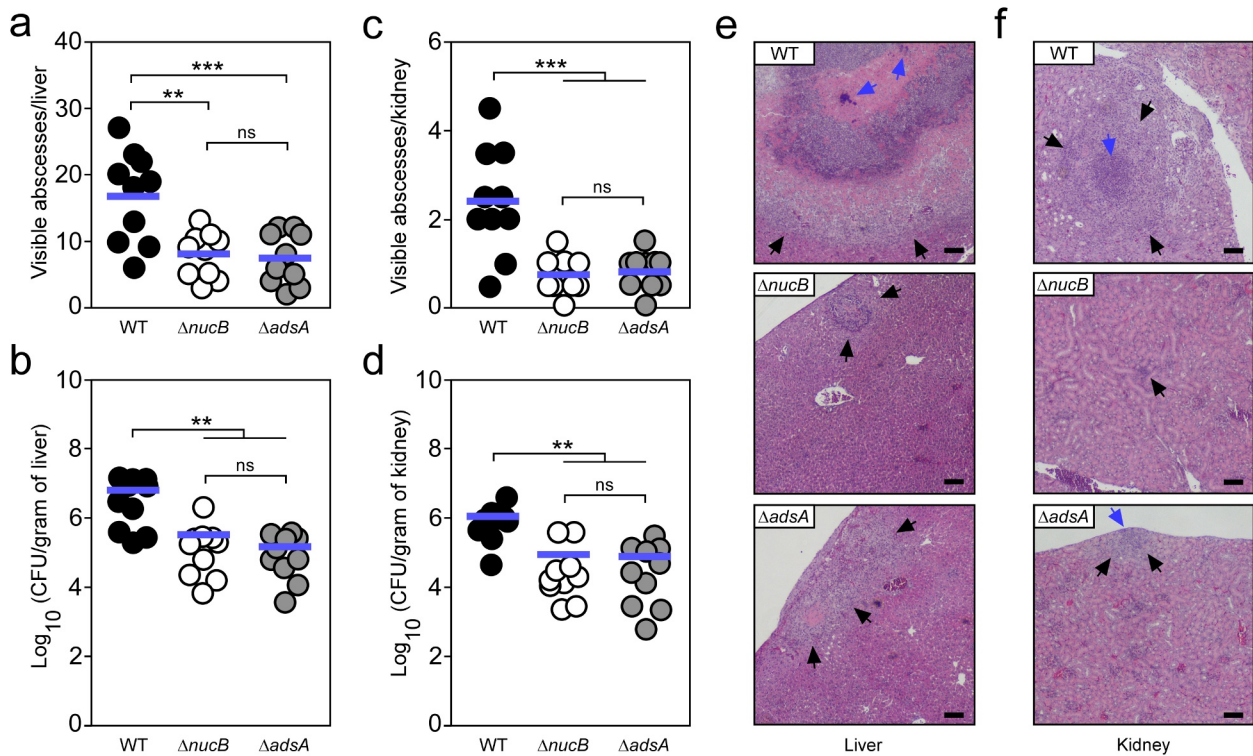 a
Visible abscesses/liver
40
30
20
10
0
***
**
ns
WT
ΔnucB
ΔadsA
b
Log10 (CFU/gram of liver)
10
8
6
4
2
0
**
ns
WT
ΔnucB
ΔadsA
c
Visible abscesses/kidney
6
4
2
0
***
ns
WT
ΔnucB
ΔadsA
d
Log10 (CFU/gram of kidney)
10
8
6
4
2
0
**
ns
WT
ΔnucB
ΔadsA
e
WT
ΔnucB
ΔadsA
Liver
f
WT
ΔnucB
ΔadsA
Kidney